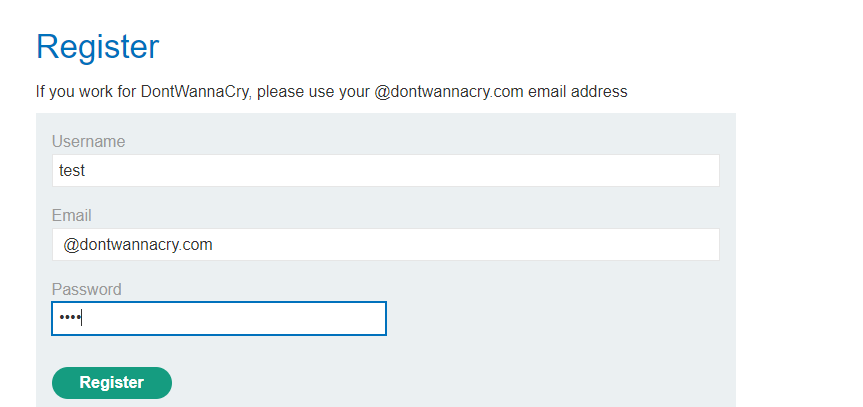 Register
If you work for DontWannaCry, please use your @dontwannacry.com email address
Username
test
Email
@dontwannacry.com
Password
••••
Register